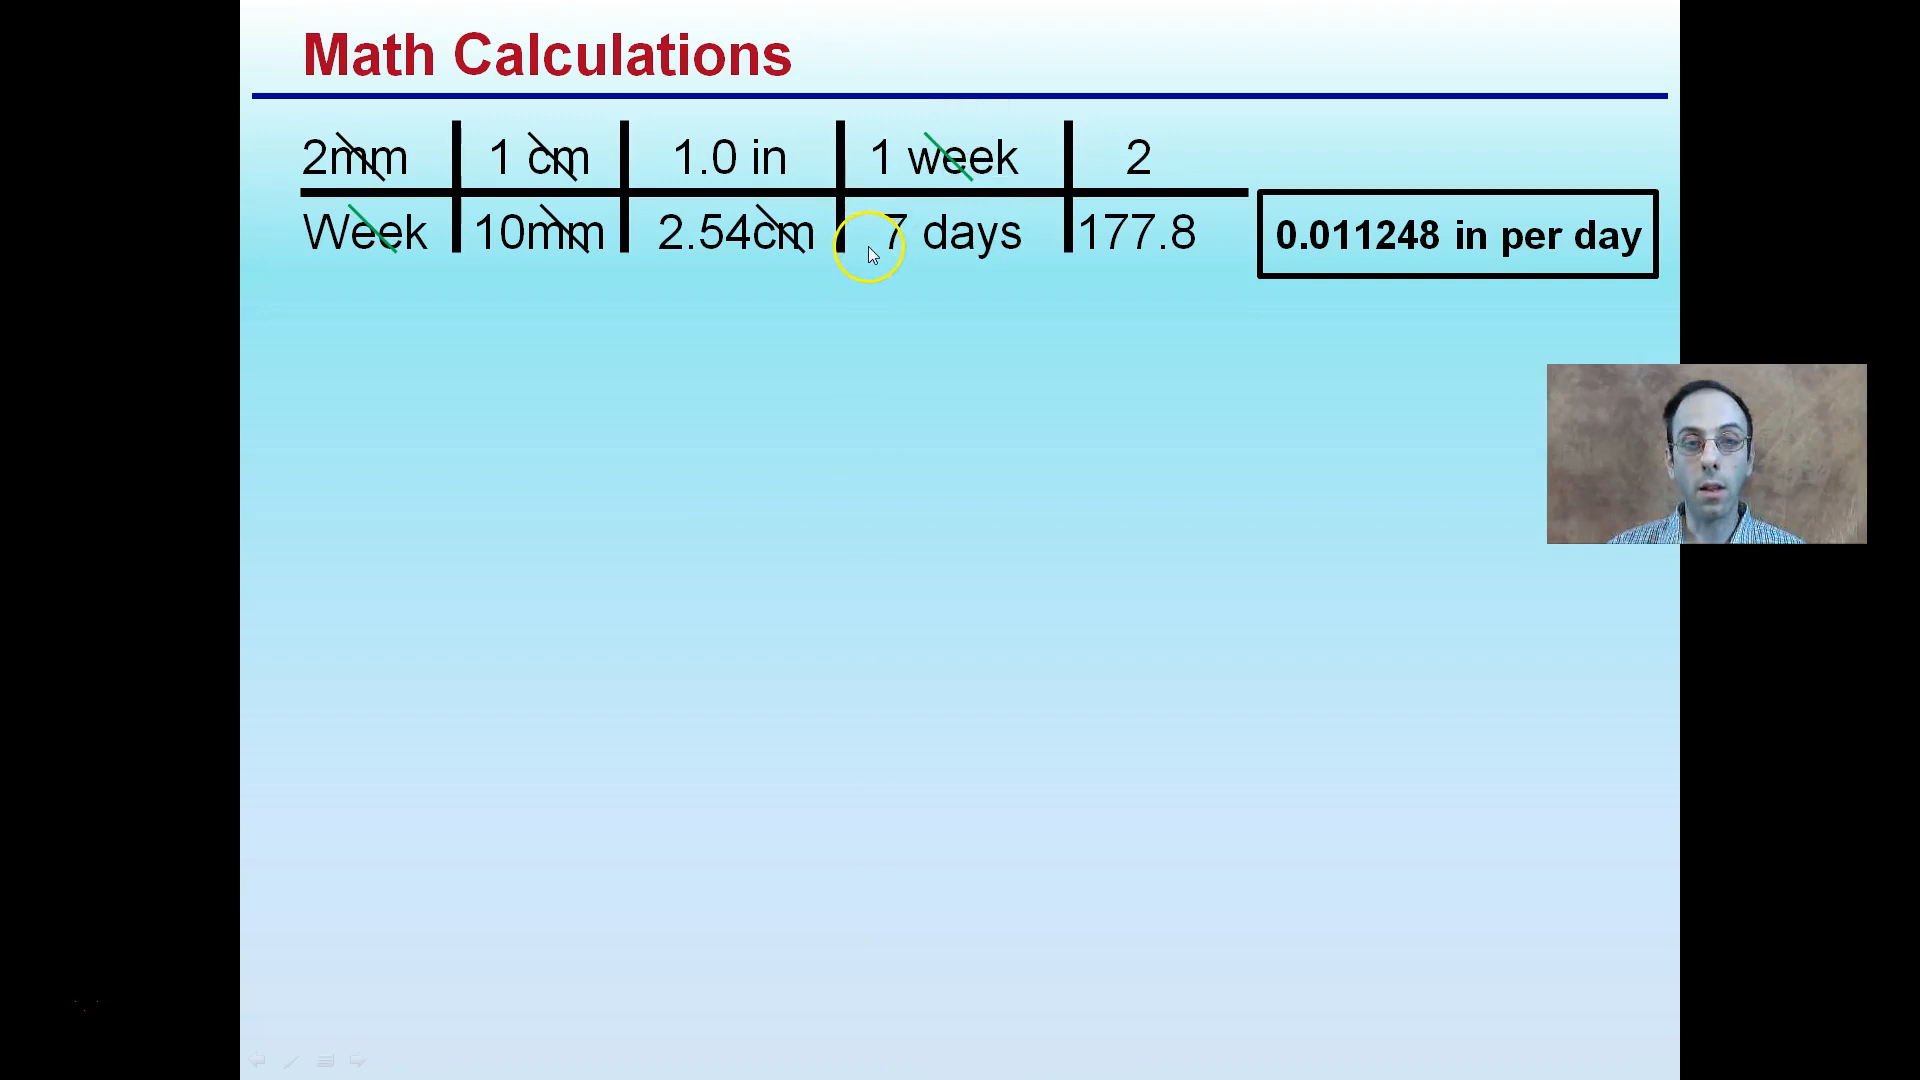 Math Calculations
2mm 1 cm 1.0 in 1 week 2
Week 10mm 2.54cm 7 days 177.8
0.011248 in per day